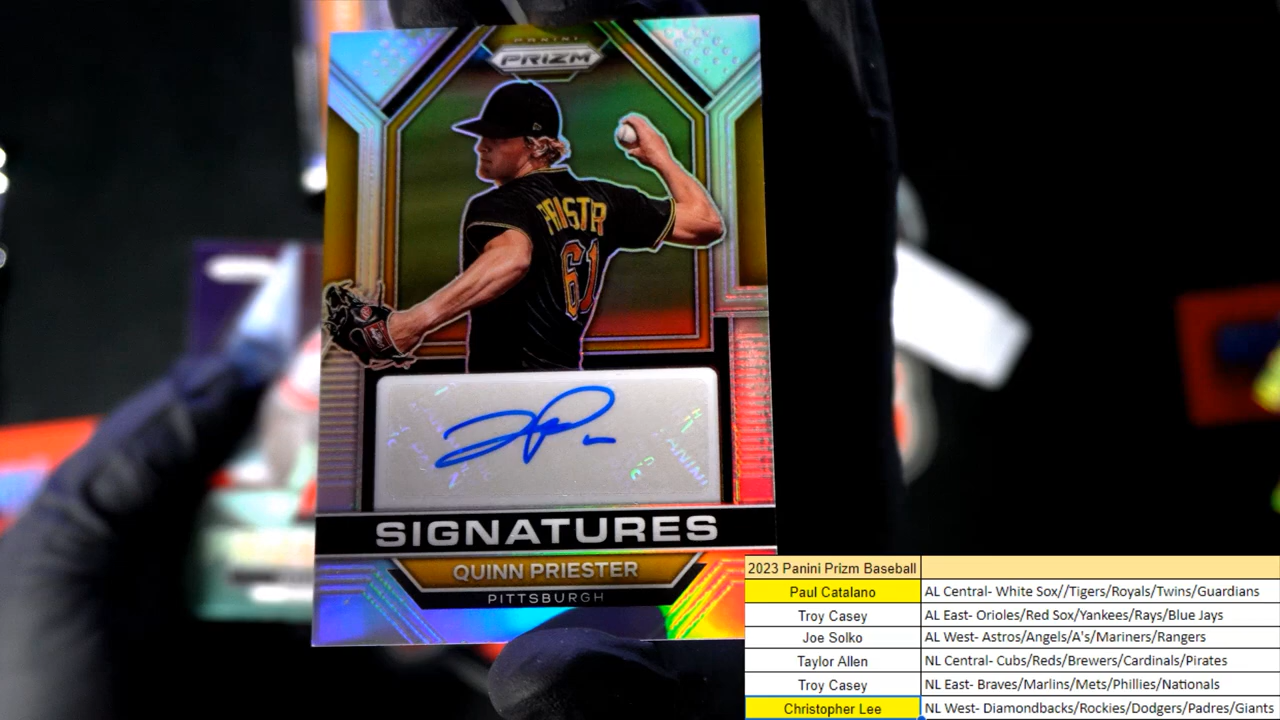 PANINI
PRIZM
PRIESTER
61
SIGNATURES
QUINN PRIESTER
PITTSBURGH
2023 Panini Prizm Baseball
Paul Catalano AL Central- White Sox//Tigers/Royals/Twins/Guardians
Troy Casey AL East- Orioles/Red Sox/Yankees/Rays/Blue Jays
Joe Solko AL West- Astros/Angels/A's/Mariners/Rangers
Taylor Allen NL Central- Cubs/Reds/Brewers/Cardinals/Pirates
Troy Casey NL East- Braves/Marlins/Mets/Phillies/Nationals
Christopher Lee NL West- Diamondbacks/Rockies/Dodgers/Padres/Giants